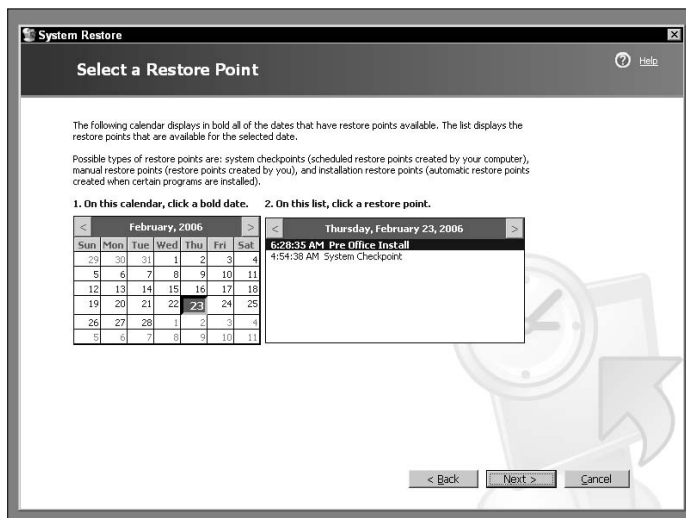 System Restore
Select a Restore Point
Help
The following calendar displays in bold all of the dates that have restore points available. The list displays the
restore points that are available for the selected date.
Possible types of restore points are: system checkpoints (scheduled restore points created by your computer),
manual restore points (restore points created by you), and installation restore points (automatic restore points
created when certain programs are installed).
1. On this calendar, click a bold date. 2. On this list, click a restore point.
< February, 2006 > < Thursday, February 23, 2006 >
Sun Mon Tue Wed Thu Fri Sat 6:28:35 AM Pre Office Install
29 30 31 1 2 3 4 4:54:38 AM System Checkpoint
5 6 7 8 9 10 11
12 13 14 15 16 17 18
19 20 21 22 23 24 25
26 27 28 1 2 3 4
5 6 7 8 9 10 11
< Back Next > Cancel